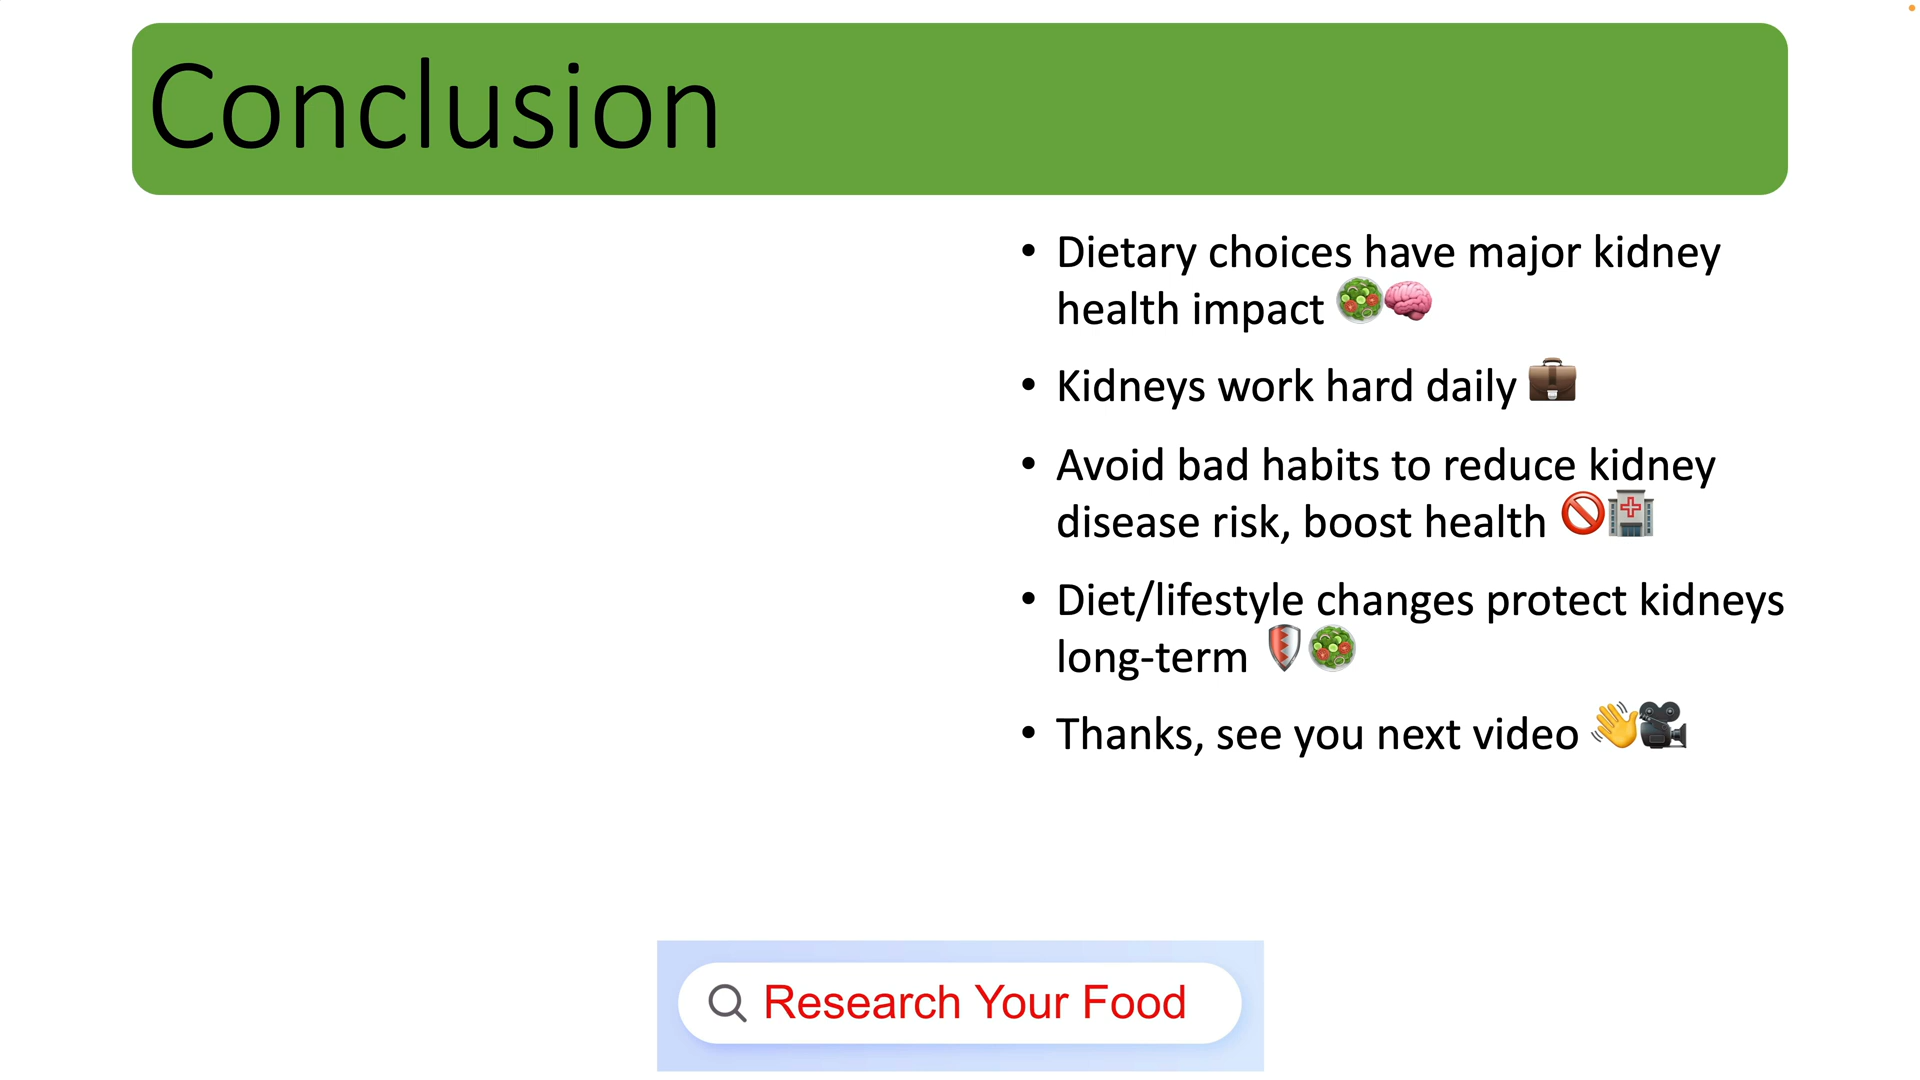 Conclusion
• Dietary choices have major kidney
health impact 🥗🧠
• Kidneys work hard daily 💼
• Avoid bad habits to reduce kidney
disease risk, boost health 🚫🏥
• Diet/lifestyle changes protect kidneys
long-term 🛡️🥗
• Thanks, see you next video 👋🎥
Research Your Food